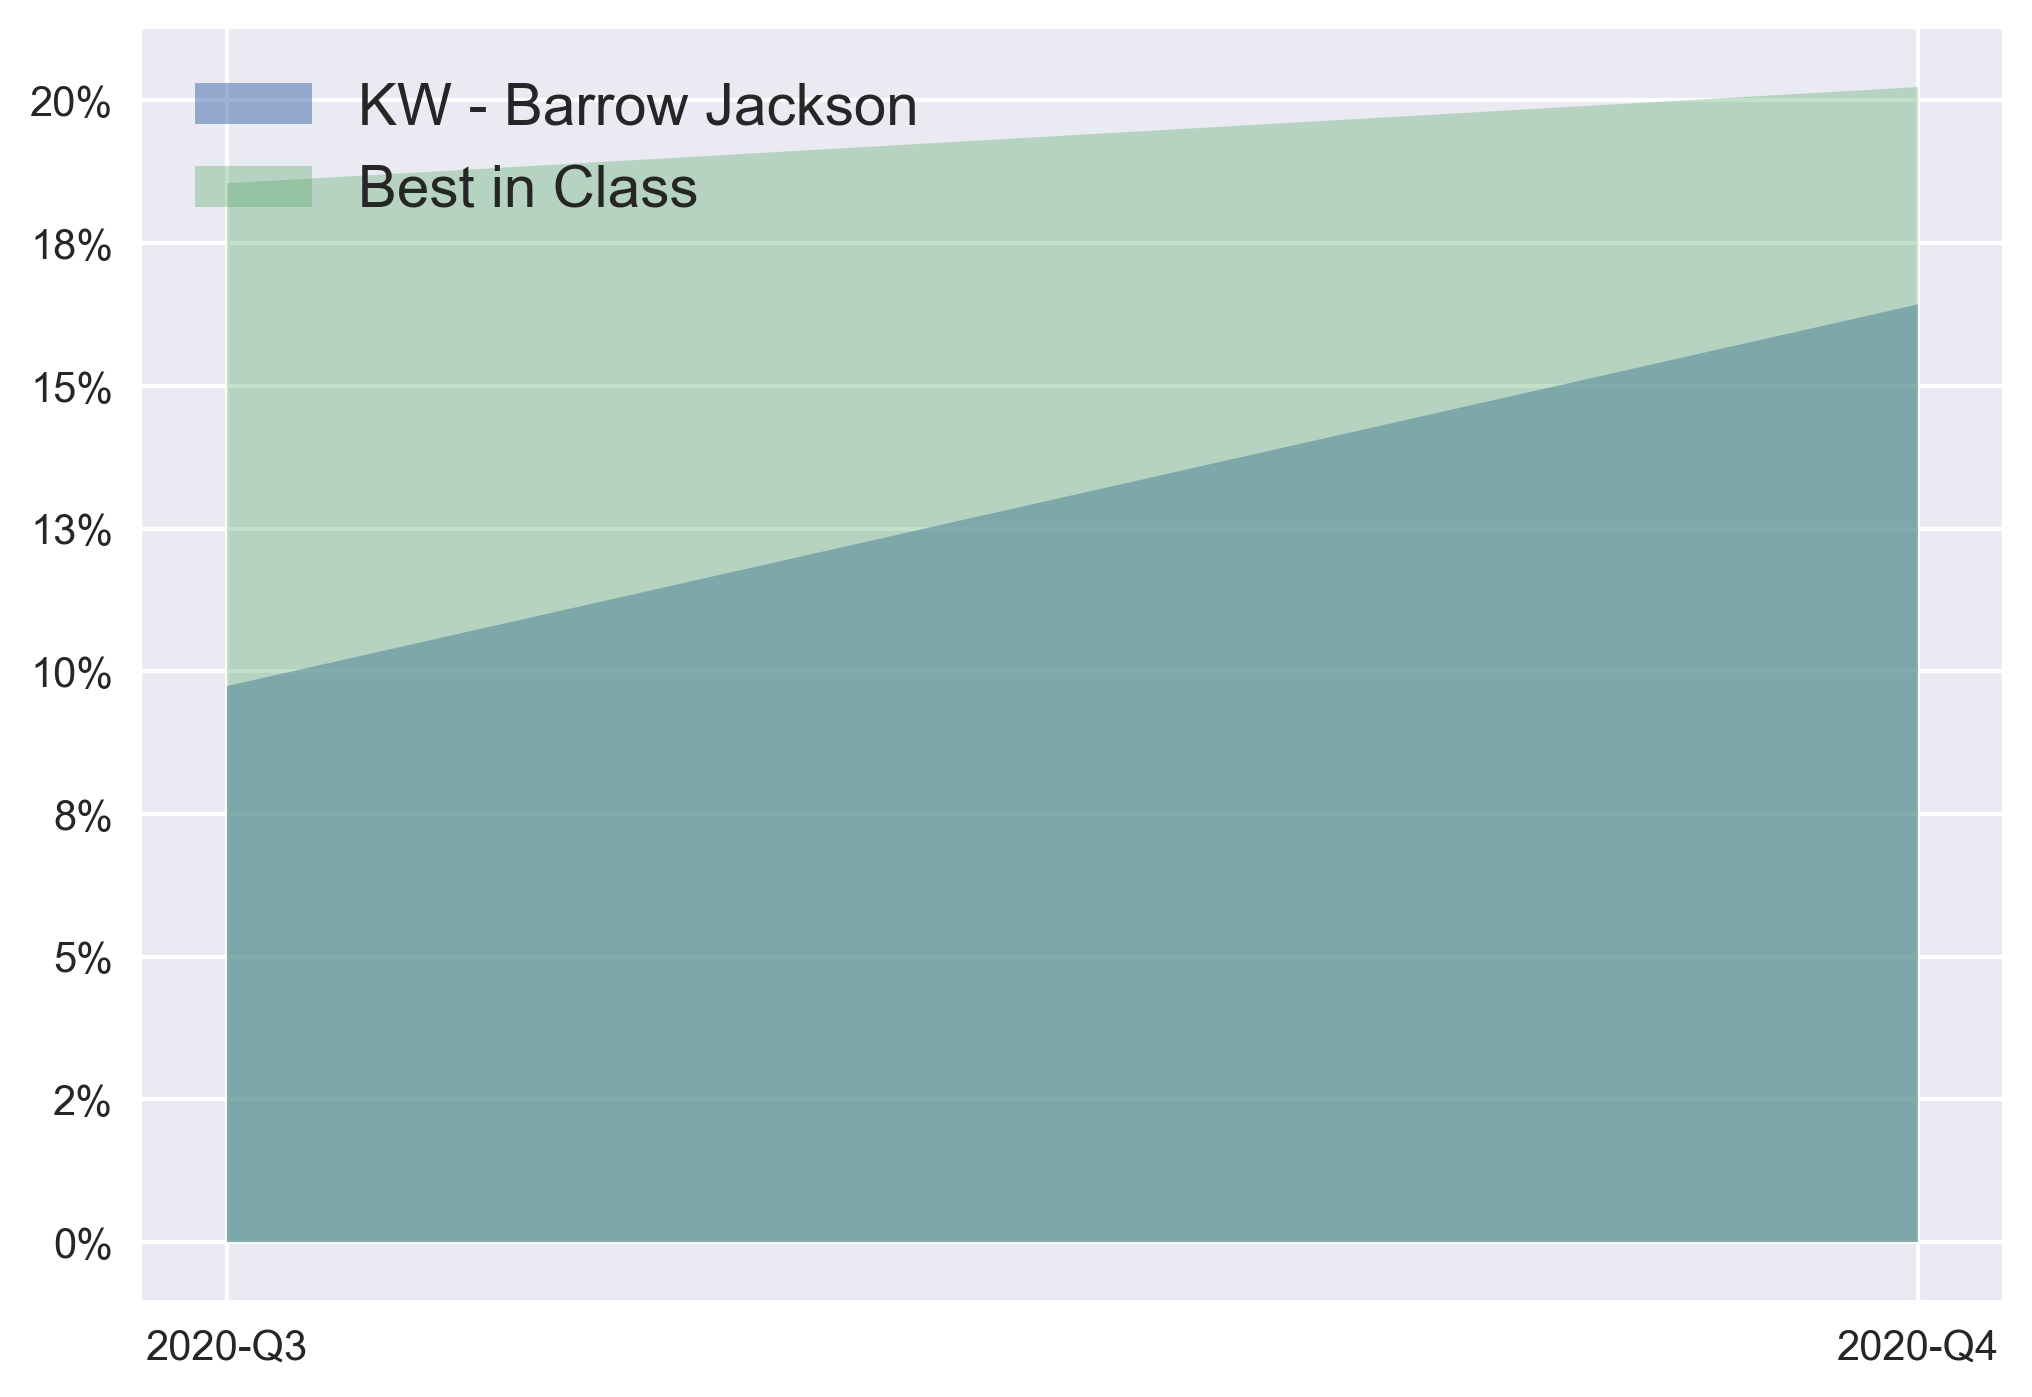 KW - Barrow Jackson
Best in Class
20%
18%
15%
13%
10%
8%
5%
2%
0%
2020-Q3
2020-Q4